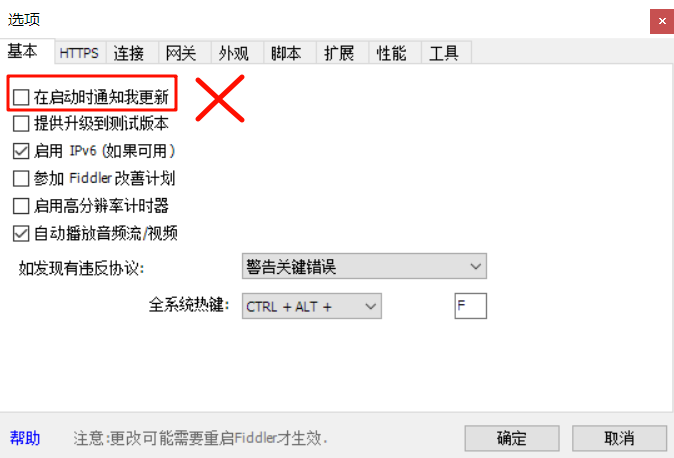 选项
基本 HTTPS 连接 网关 外观 脚本 扩展 性能 工具
在启动时通知我更新
提供升级到测试版本
启用 IPv6 (如果可用)
参加 Fiddler 改善计划
启用高分辨率计时器
自动播放音频流/视频
如发现有违反协议: 警告关键错误
全系统热键: CTRL + ALT + F
帮助 注意:更改可能需要重启Fiddler才生效. 确定 取消